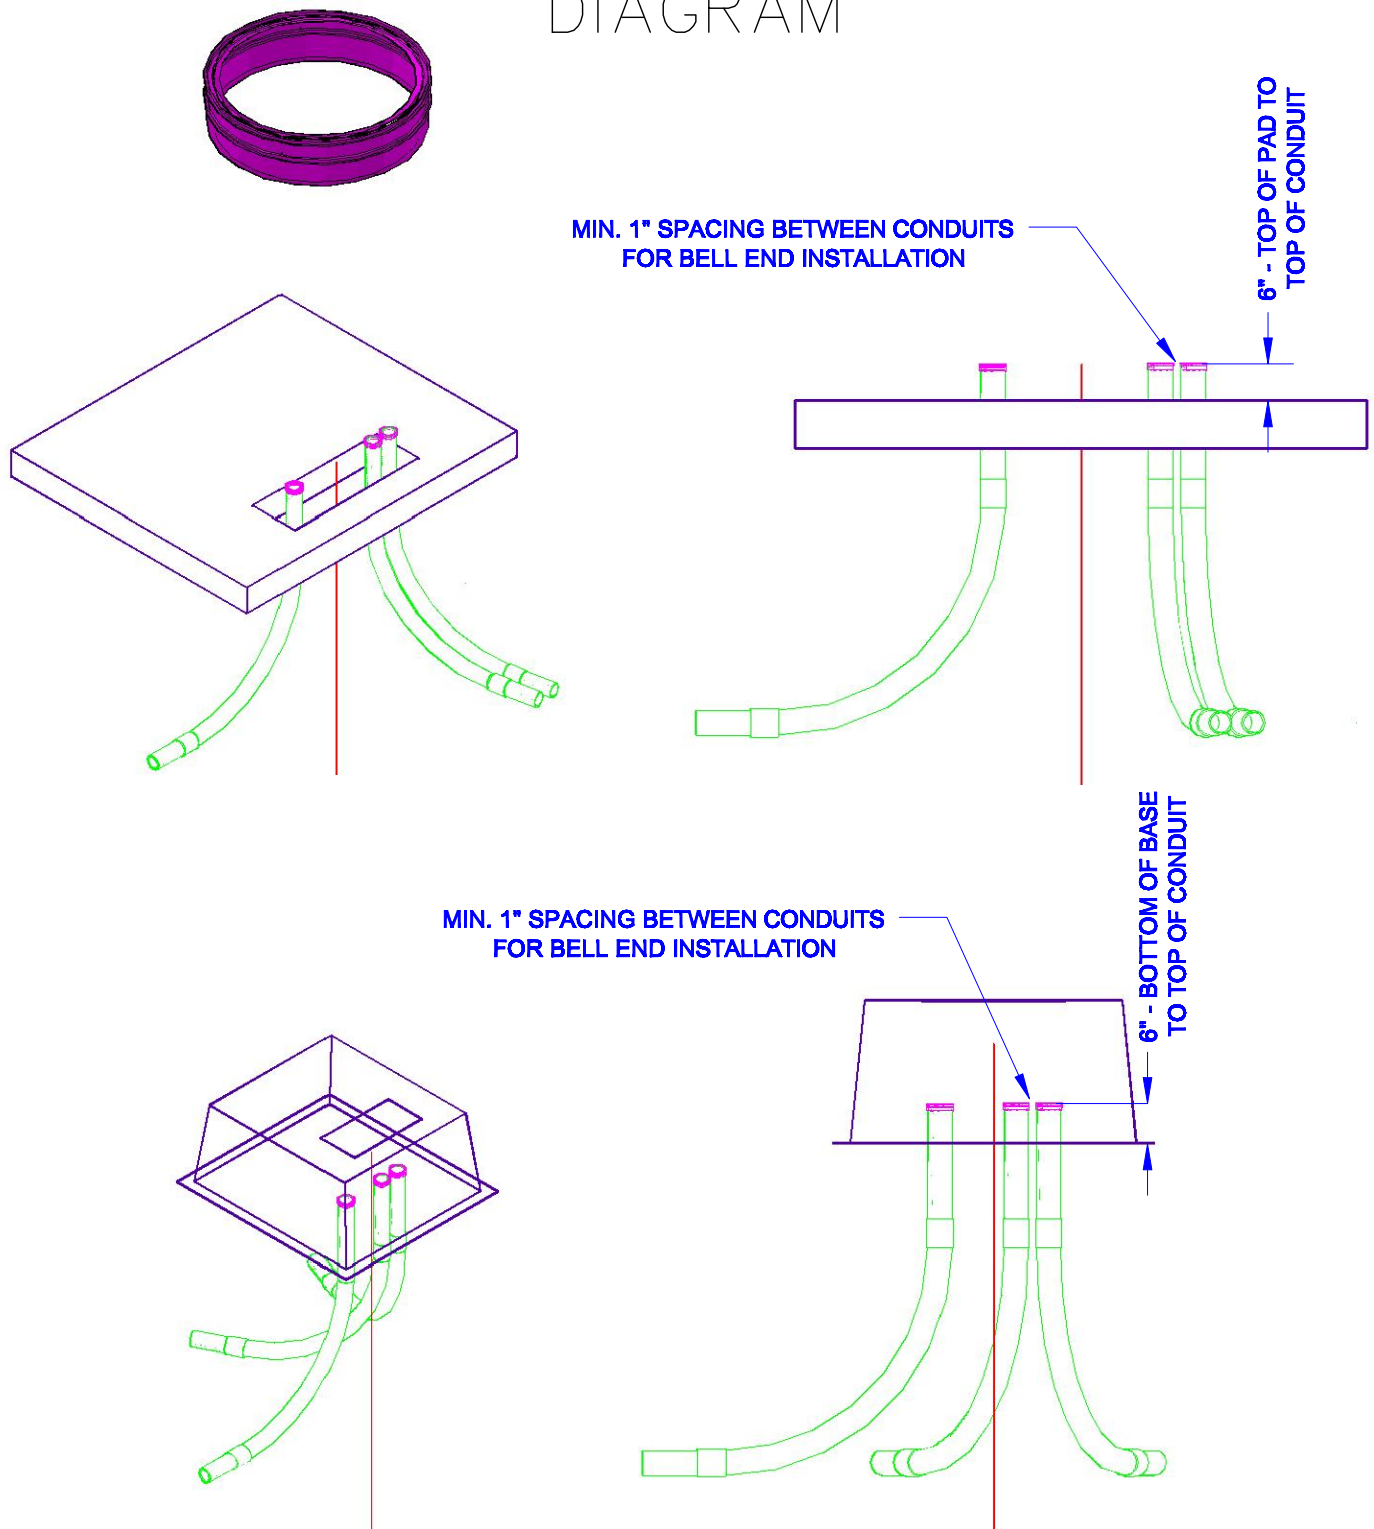 DIAGRAM
MIN. 1" SPACING BETWEEN CONDUITS
FOR BELL END INSTALLATION
6" - TOP OF PAD TO
TOP OF CONDUIT
MIN. 1" SPACING BETWEEN CONDUITS
FOR BELL END INSTALLATION
6" - BOTTOM OF BASE
TO TOP OF CONDUIT